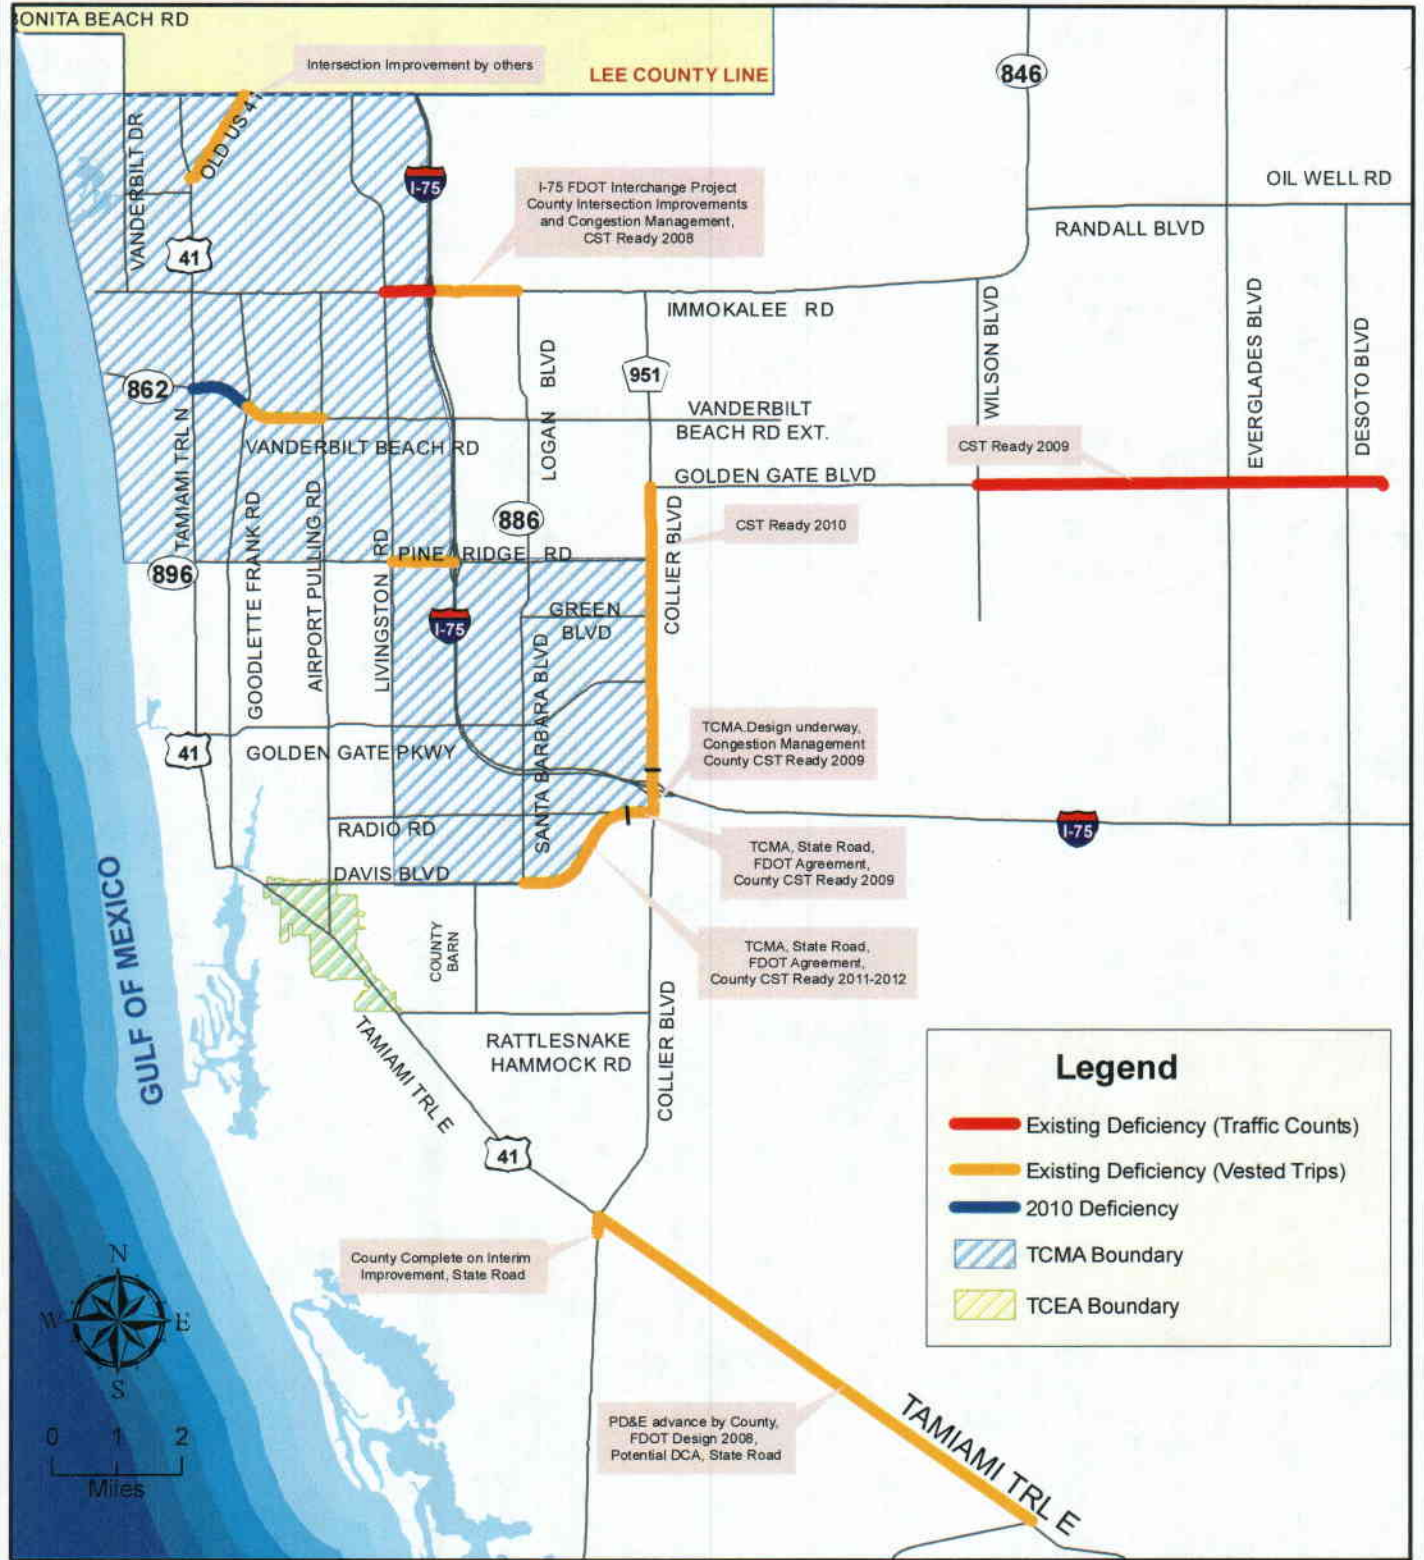 BONITA BEACH RD
Intersection Improvement by others
LEE COUNTY LINE
846
VANDERBILT DR
OLD US 41
I-75
I-75 FDOT Interchange Project
County Intersection Improvements
and Congestion Management,
CST Ready 2008
OIL WELL RD
RANDALL BLVD
41
IMMOKALEE RD
WILSON BLVD
EVERGLADES BLVD
DESOTO BLVD
LOGAN BLVD
951
862
TAMIAMI TRL N
VANDERBILT
BEACH RD EXT.
VANDERBILT BEACH RD
CST Ready 2009
GOLDEN GATE BLVD
886
COLLIER BLVD
CST Ready 2010
GOODLETTE FRANK RD
AIRPORT PULLING RD
LIVINGSTON RD
PINE RIDGE RD
896
GREEN
BLVD
I-75
SANTA BARBARA BLVD
TCMA.Design underway,
Congestion Management
County CST Ready 2009
41
GOLDEN GATE PKWY
RADIO RD
I-75
TCMA, State Road,
FDOT Agreement,
County CST Ready 2009
DAVIS BLVD
COUNTY
BARN
TCMA, State Road,
FDOT Agreement,
County CST Ready 2011-2012
GULF OF MEXICO
COLLIER BLVD
RATTLESNAKE
HAMMOCK RD
TAMIAMI TRL E
41
Legend
Existing Deficiency (Traffic Counts)
Existing Deficiency (Vested Trips)
2010 Deficiency
TCMA Boundary
TCEA Boundary
County Complete on Interim
Improvement, State Road
N
W E
S
0 1 2
Miles
PD&E advance by County,
FDOT Design 2008,
Potential DCA, State Road
TAMIAMI TRL E